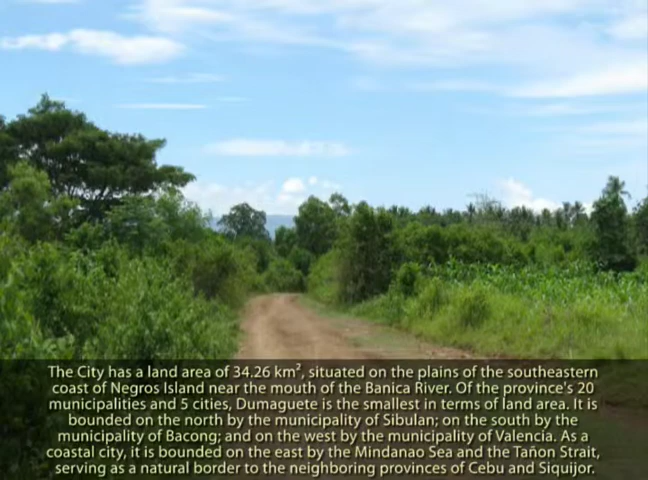 The City has a land area of 34.26 km², situated on the plains of the southeastern
coast of Negros Island near the mouth of the Banica River. Of the province's 20
municipalities and 5 cities, Dumaguete is the smallest in terms of land area. It is
bounded on the north by the municipality of Sibulan; on the south by the
municipality of Bacong; and on the west by the municipality of Valencia. As a
coastal city, it is bounded on the east by the Mindanao Sea and the Tañon Strait,
serving as a natural border to the neighboring provinces of Cebu and Siquijor.